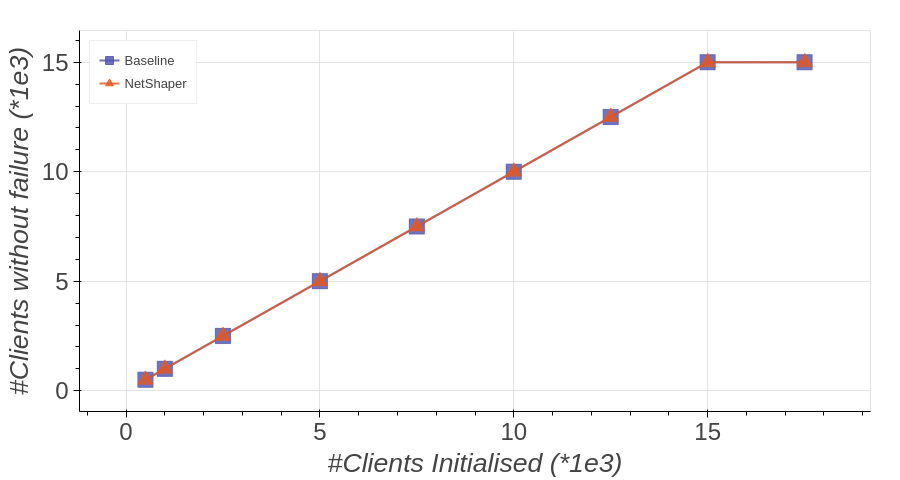 Baseline
NetShaper
#Clients without failure (*1e3)
15
10
5
0
0 5 10 15
#Clients Initialised (*1e3)